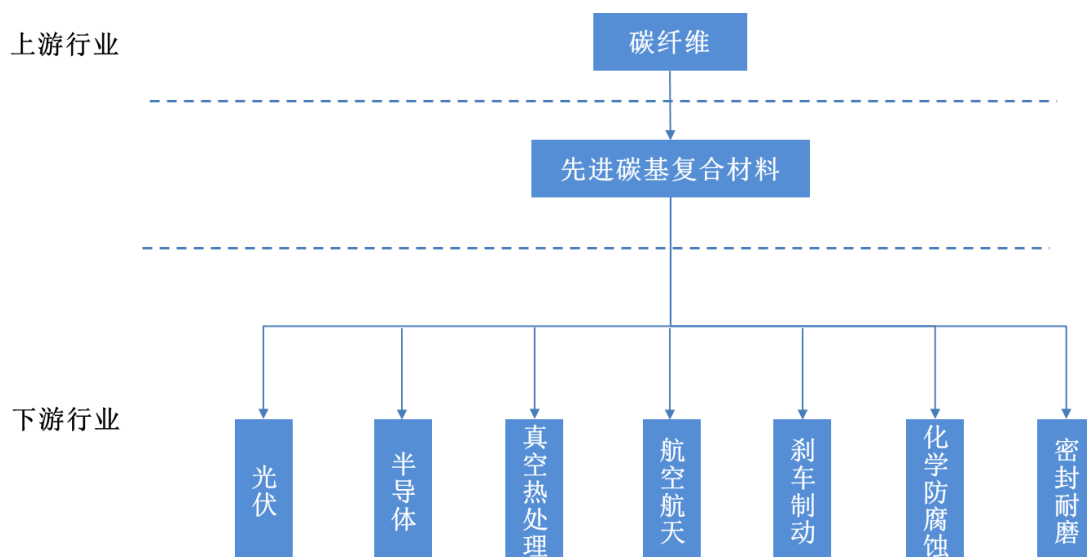 上游行业
碳纤维
先进碳基复合材料
下游行业
光伏
半导体
真空热处理
航空航天
刹车制动
化学防腐蚀
密封耐磨